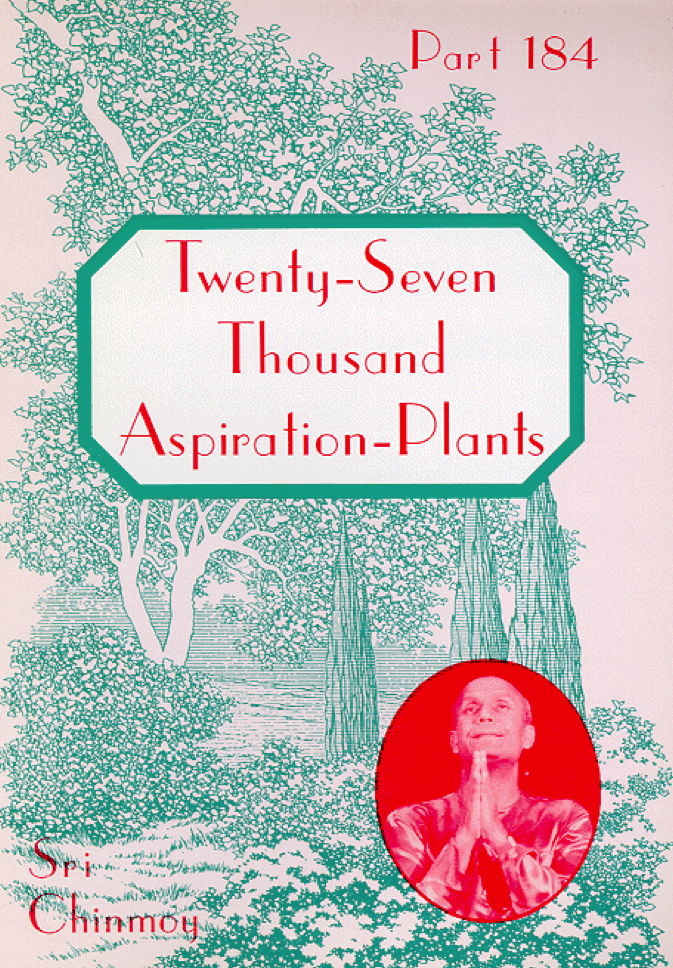 Part 184
Twenty-Seven
Thousand
Aspiration-Plants
Sri
Chinmoy